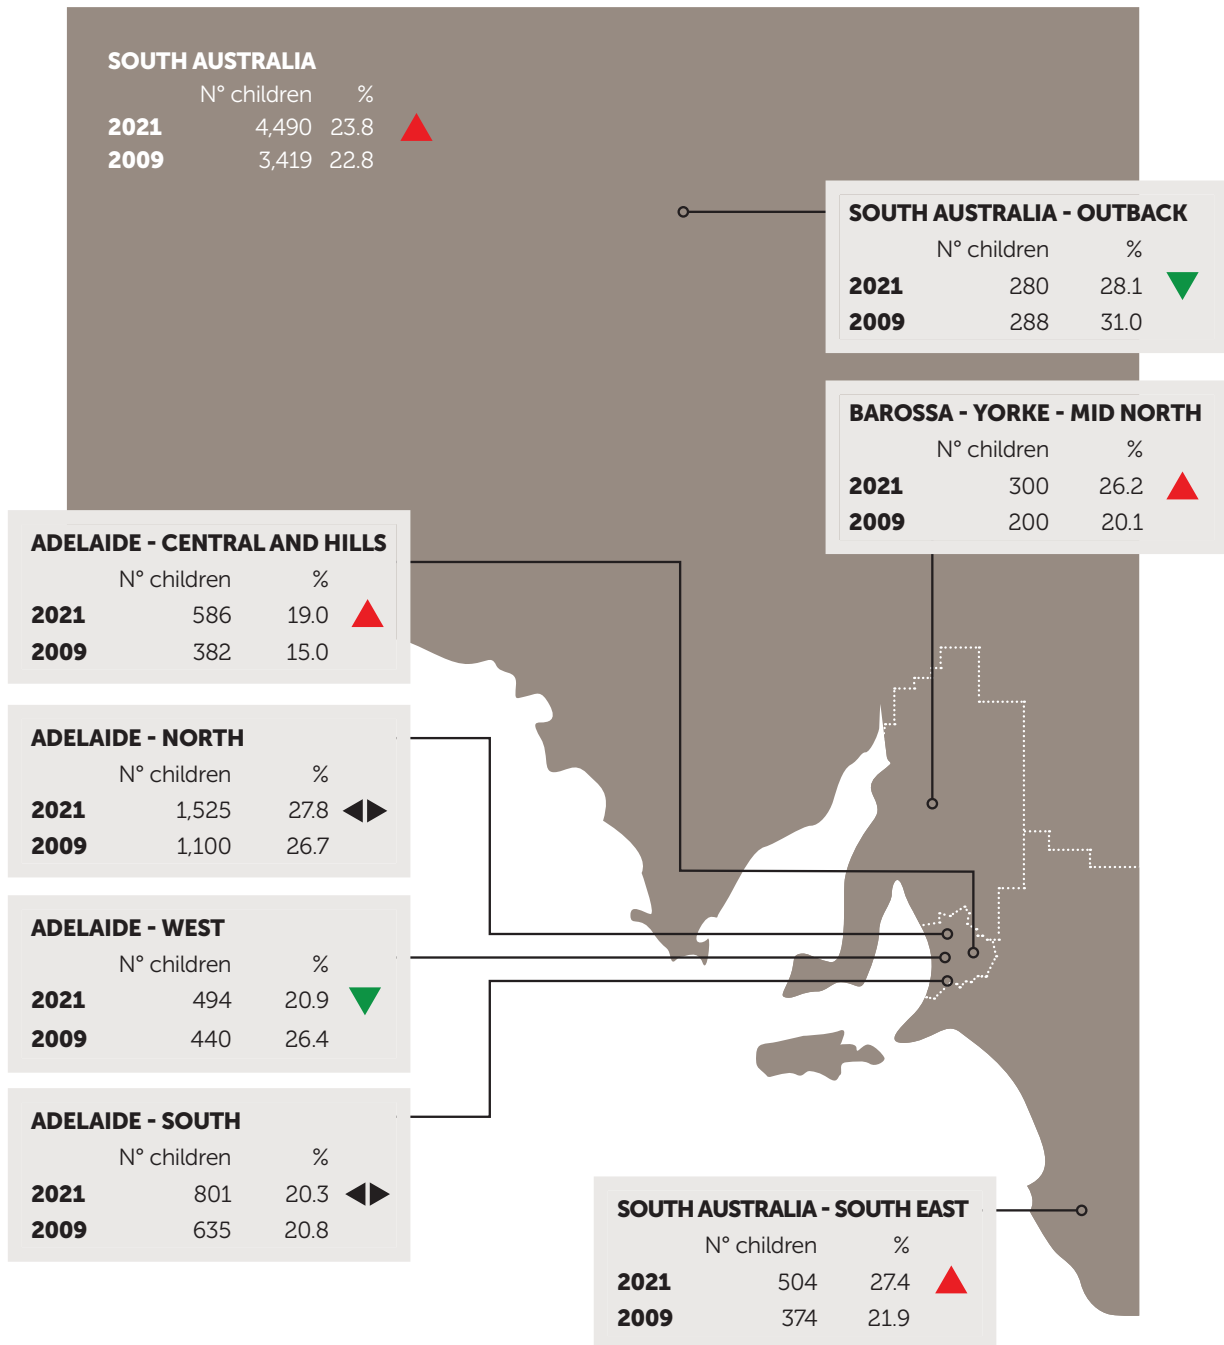 SOUTH AUSTRALIA
N° children %
2021 4,490 23.8
2009 3,419 22.8
SOUTH AUSTRALIA - OUTBACK
N° children %
2021 280 28.1
2009 288 31.0
BAROSSA - YORKE - MID NORTH
N° children %
2021 300 26.2
2009 200 20.1
ADELAIDE - CENTRAL AND HILLS
N° children %
2021 586 19.0
2009 382 15.0
ADELAIDE - NORTH
N° children %
2021 1,525 27.8
2009 1,100 26.7
ADELAIDE - WEST
N° children %
2021 494 20.9
2009 440 26.4
ADELAIDE - SOUTH
N° children %
2021 801 20.3
2009 635 20.8
SOUTH AUSTRALIA - SOUTH EAST
N° children %
2021 504 27.4
2009 374 21.9